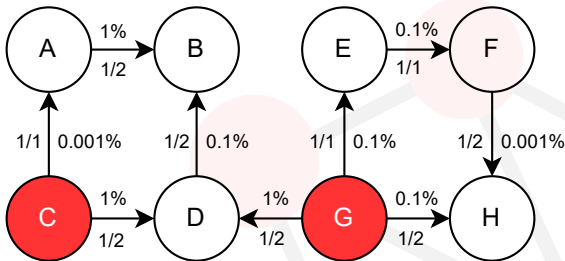 1% 0.1%
A B E F
1/2 1/1
1/1 0.001% 1/2 0.1% 1/1 0.1% 1/2 0.001%
1% 1% 0.1%
C D G H
1/2 1/2 1/2